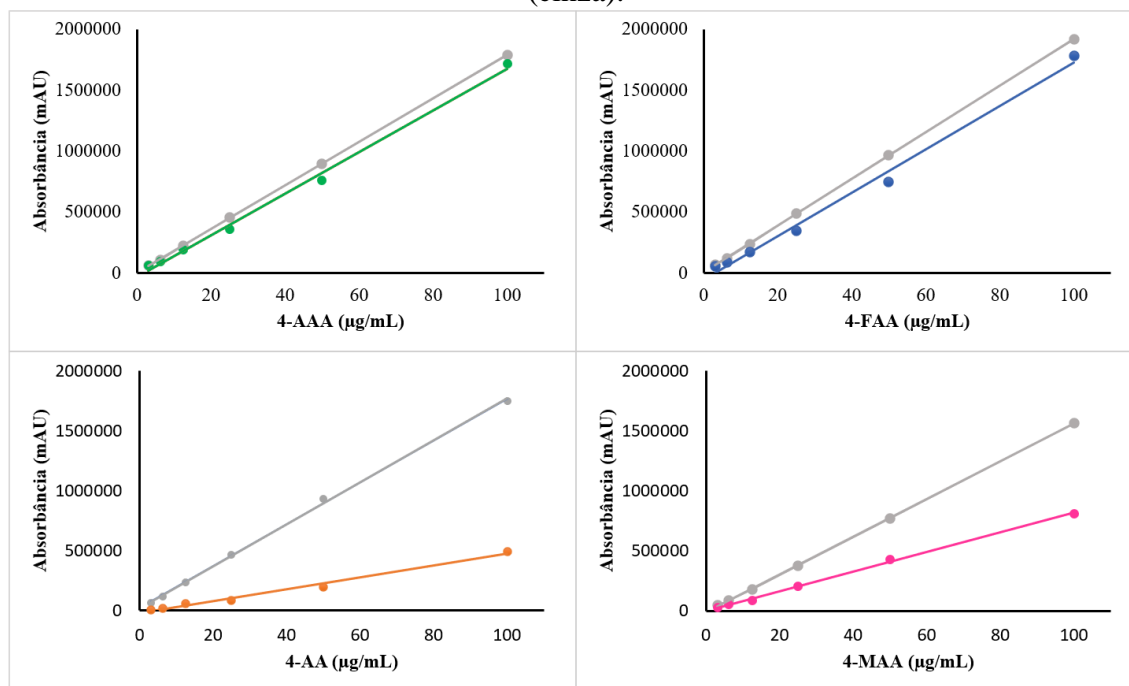 (cinza).
2000000
1500000
1000000
500000
0
0 20 40 60 80 100
Absorbância (mAU)
4-AAA (µg/mL)
2000000
1500000
1000000
500000
0
0 20 40 60 80 100
Absorbância (mAU)
4-FAA (µg/mL)
2000000
1500000
1000000
500000
0
0 20 40 60 80 100
Absorbância (mAU)
4-AA (µg/mL)
2000000
1500000
1000000
500000
0
0 20 40 60 80 100
Absorbância (mAU)
4-MAA (µg/mL)